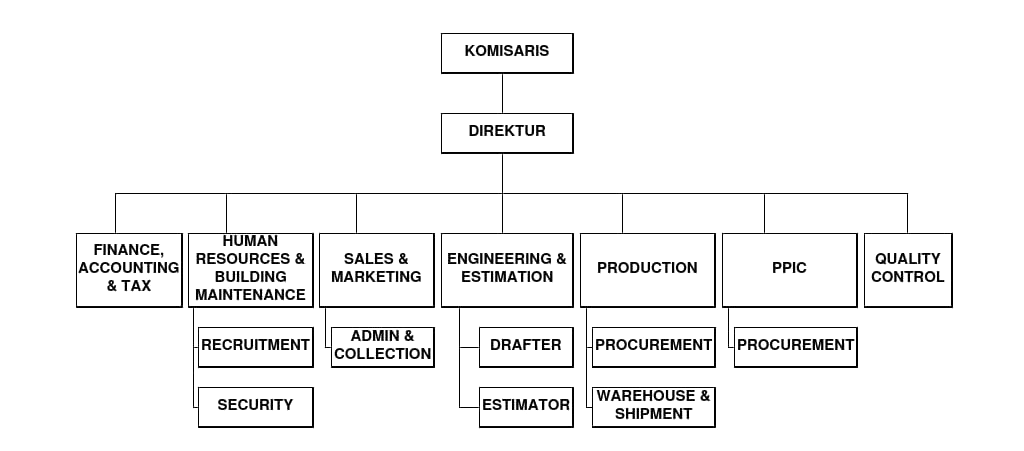 KOMISARIS
DIREKTUR
FINANCE,
ACCOUNTING
& TAX
HUMAN
RESOURCES &
BUILDING
MAINTENANCE
SALES &
MARKETING
ENGINEERING &
ESTIMATION
PRODUCTION
PPIC
QUALITY
CONTROL
RECRUITMENT
ADMIN &
COLLECTION
DRAFTER
PROCUREMENT
PROCUREMENT
SECURITY
ESTIMATOR
WAREHOUSE &
SHIPMENT